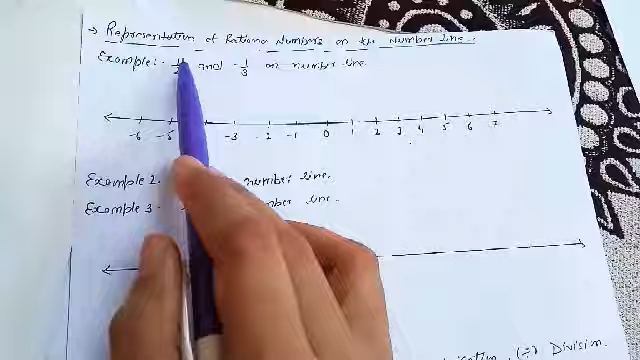 → Representation of Rational Numbers on the Number Line :-
Example :- and -1/3 on number line.
-6 -5 -3 -2 -1 0 1 2 3 4 5 6 7
Example 2. number line.
Example 3. number line.
(÷) Division.